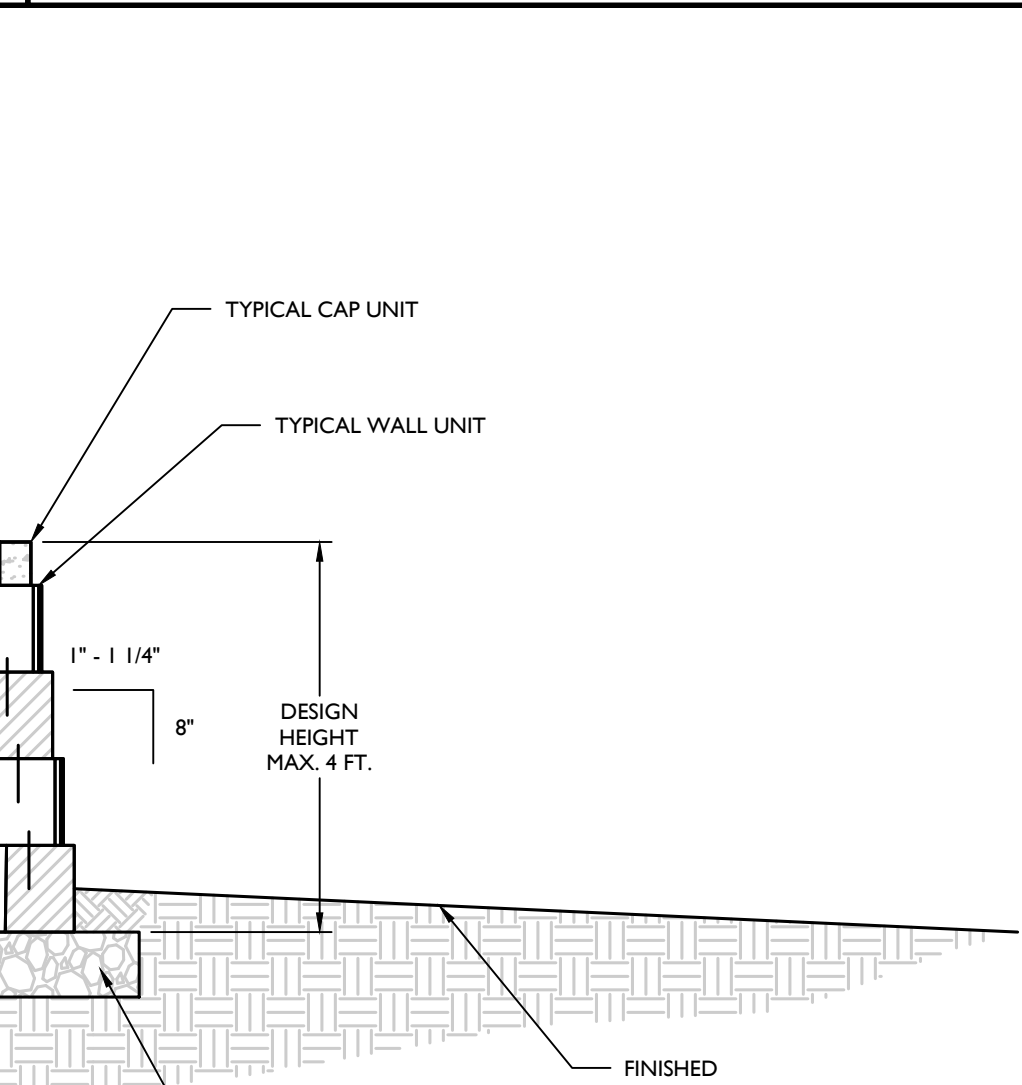 TYPICAL CAP UNIT
TYPICAL WALL UNIT
1" - 1 1/4"
8"
DESIGN
HEIGHT
MAX. 4 FT.
FINISHED